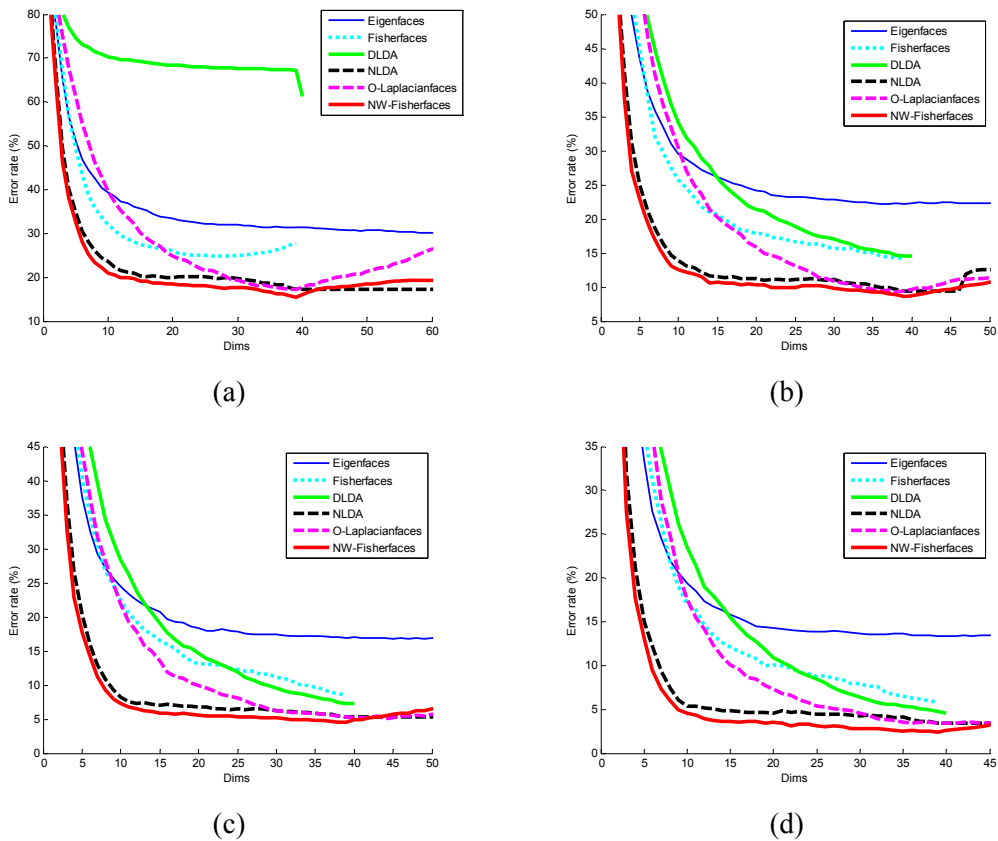 80
70
60
50
40
30
20
10
0 10 20 30 40 50 60
Error rate (%)
Dims
Eigenfaces
Fisherfaces
DLDA
NLDA
O-Laplacianfaces
NW-Fisherfaces
(a)
50
45
40
35
30
25
20
15
10
5
0 5 10 15 20 25 30 35 40 45 50
Error rate (%)
Dims
Eigenfaces
Fisherfaces
DLDA
NLDA
O-Laplacianfaces
NW-Fisherfaces
(b)
45
40
35
30
25
20
15
10
5
0
0 5 10 15 20 25 30 35 40 45 50
Error rate (%)
Dims
Eigenfaces
Fisherfaces
DLDA
NLDA
O-Laplacianfaces
NW-Fisherfaces
(c)
35
30
25
20
15
10
5
0
0 5 10 15 20 25 30 35 40 45
Error rate (%)
Dims
Eigenfaces
Fisherfaces
DLDA
NLDA
O-Laplacianfaces
NW-Fisherfaces
(d)